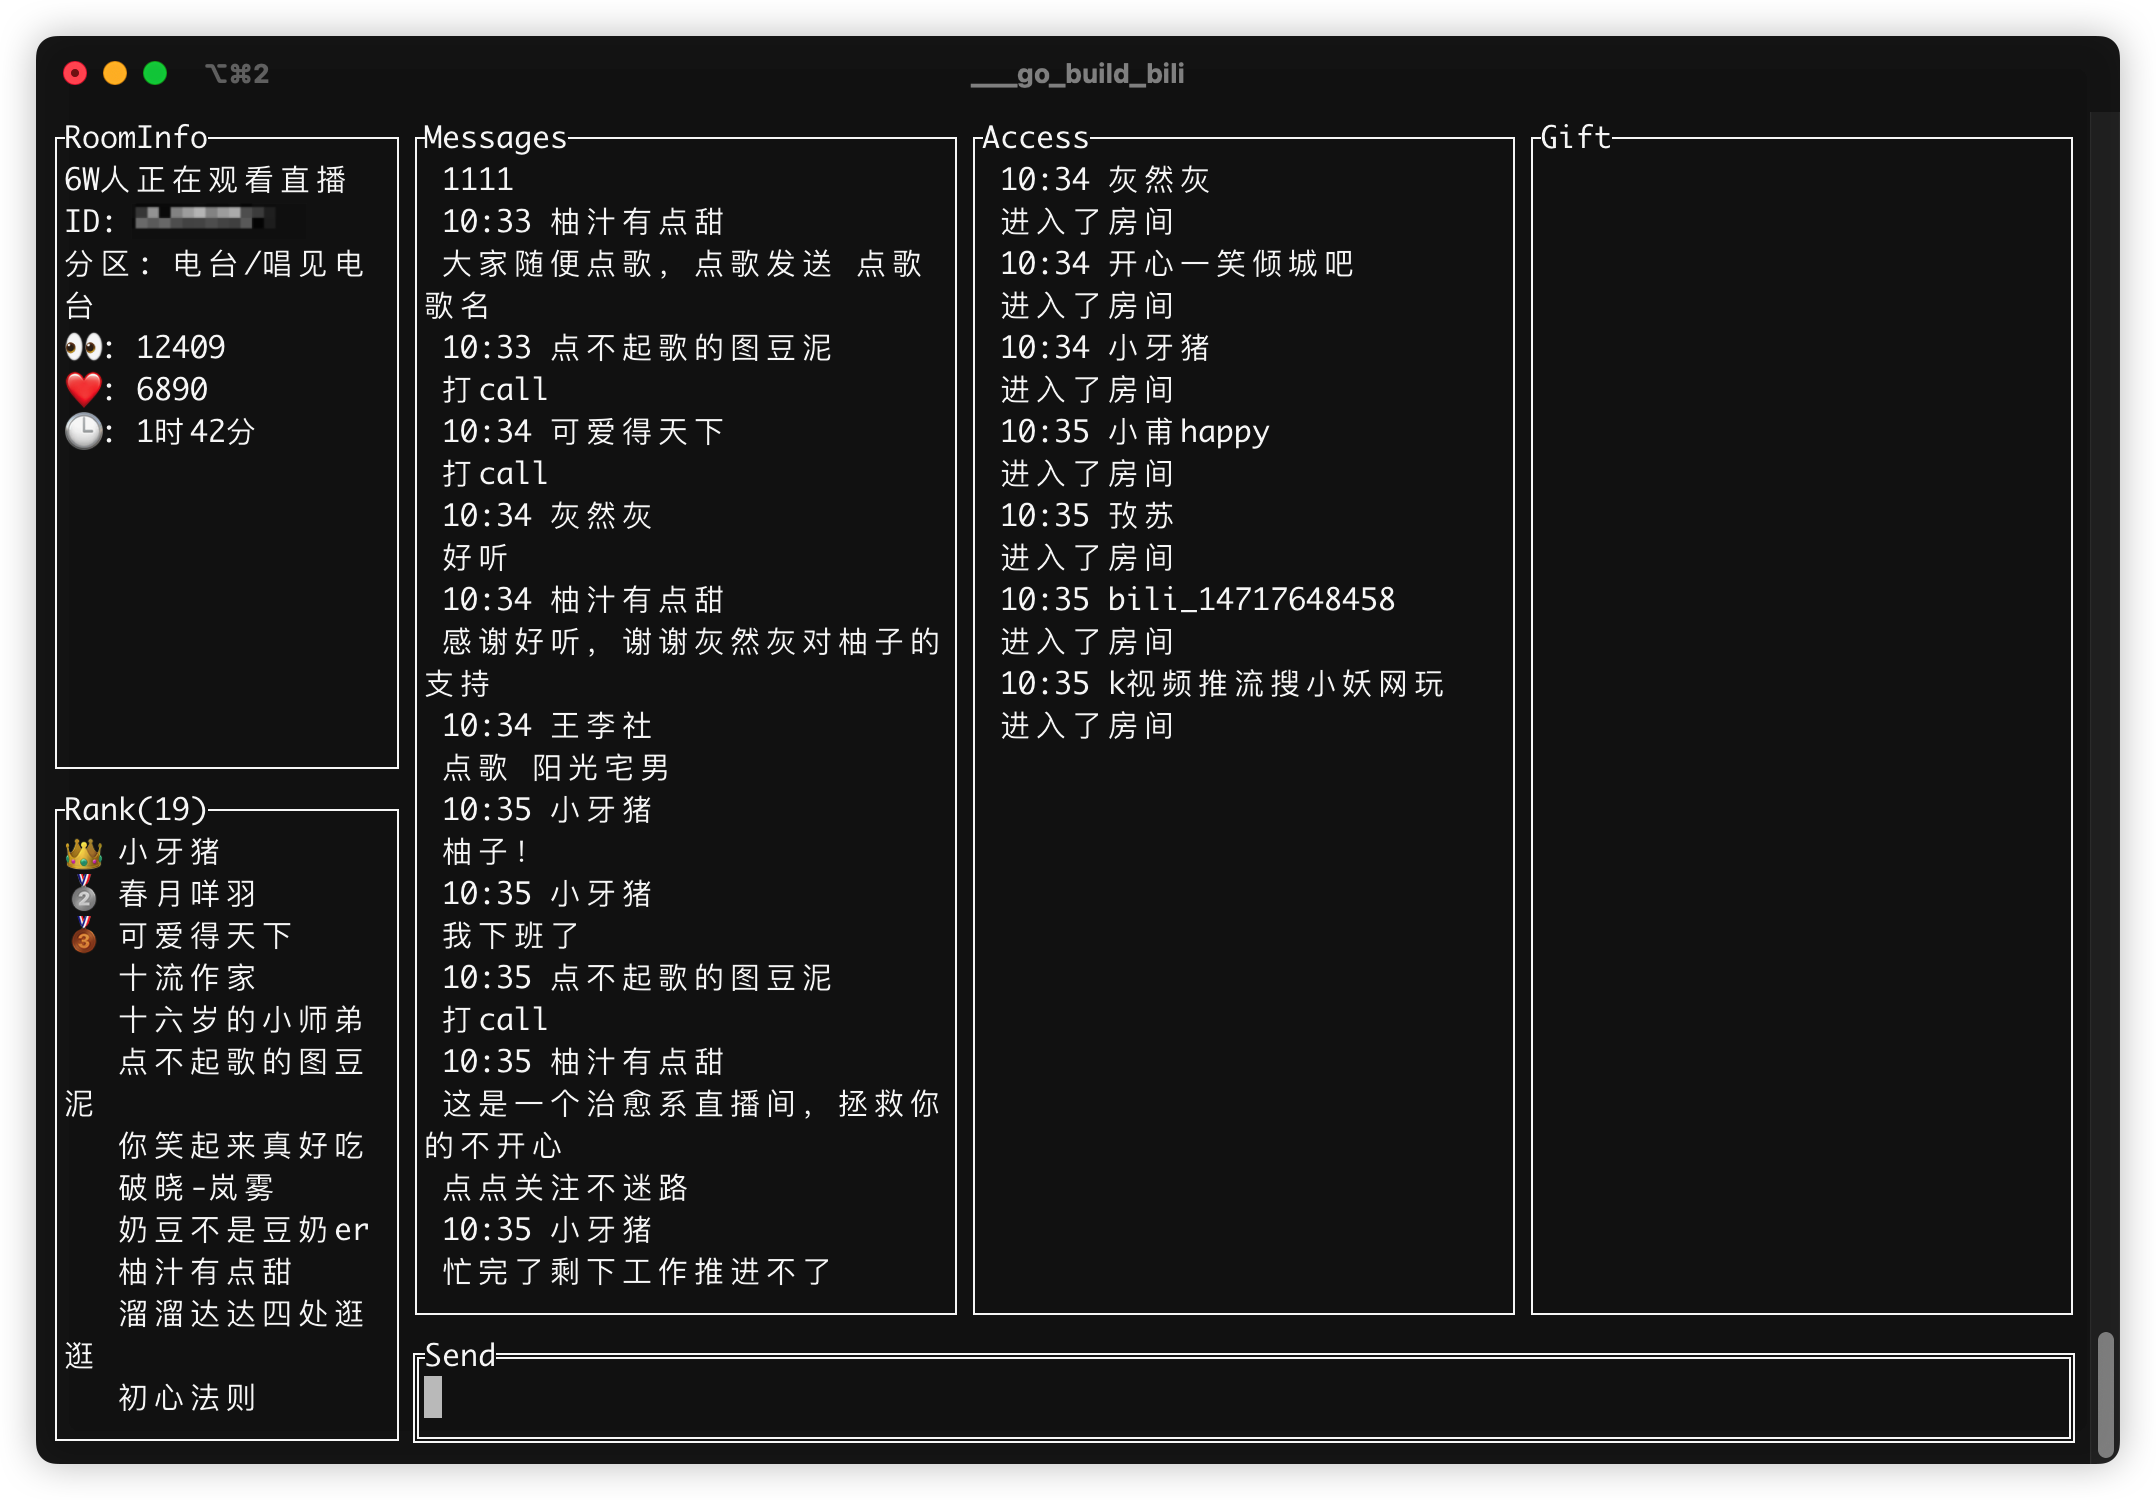 ⌥⌘2
___go_build_bili
RoomInfo
6W人正在观看直播
ID:
分区: 电台/唱见电
台
👀: 12409
❤️: 6890
🕒: 1时42分
Rank(19)
👑 小牙猪
🥈 春月咩羽
🥉 可爱得天下
十流作家
十六岁的小师弟
点不起歌的图豆
泥
你笑起来真好吃
破晓-岚雾
奶豆不是豆奶er
柚汁有点甜
溜溜达达四处逛
逛
初心法则
Messages
1111
10:33 柚汁有点甜
大家随便点歌, 点歌发送 点歌
歌名
10:33 点不起歌的图豆泥
打call
10:34 可爱得天下
打call
10:34 灰然灰
好听
10:34 柚汁有点甜
感谢好听, 谢谢灰然灰对柚子的
支持
10:34 王李社
点歌 阳光宅男
10:35 小牙猪
柚子!
10:35 小牙猪
我下班了
10:35 点不起歌的图豆泥
打call
10:35 柚汁有点甜
这是一个治愈系直播间, 拯救你
的不开心
点点关注不迷路
10:35 小牙猪
忙完了剩下工作推进不了
Access
10:34 灰然灰
进入了房间
10:34 开心一笑倾城吧
进入了房间
10:34 小牙猪
进入了房间
10:35 小甫happy
进入了房间
10:35 孜苏
进入了房间
10:35 bili_14717648458
进入了房间
10:35 k视频推流搜小妖网玩
进入了房间
Gift
Send